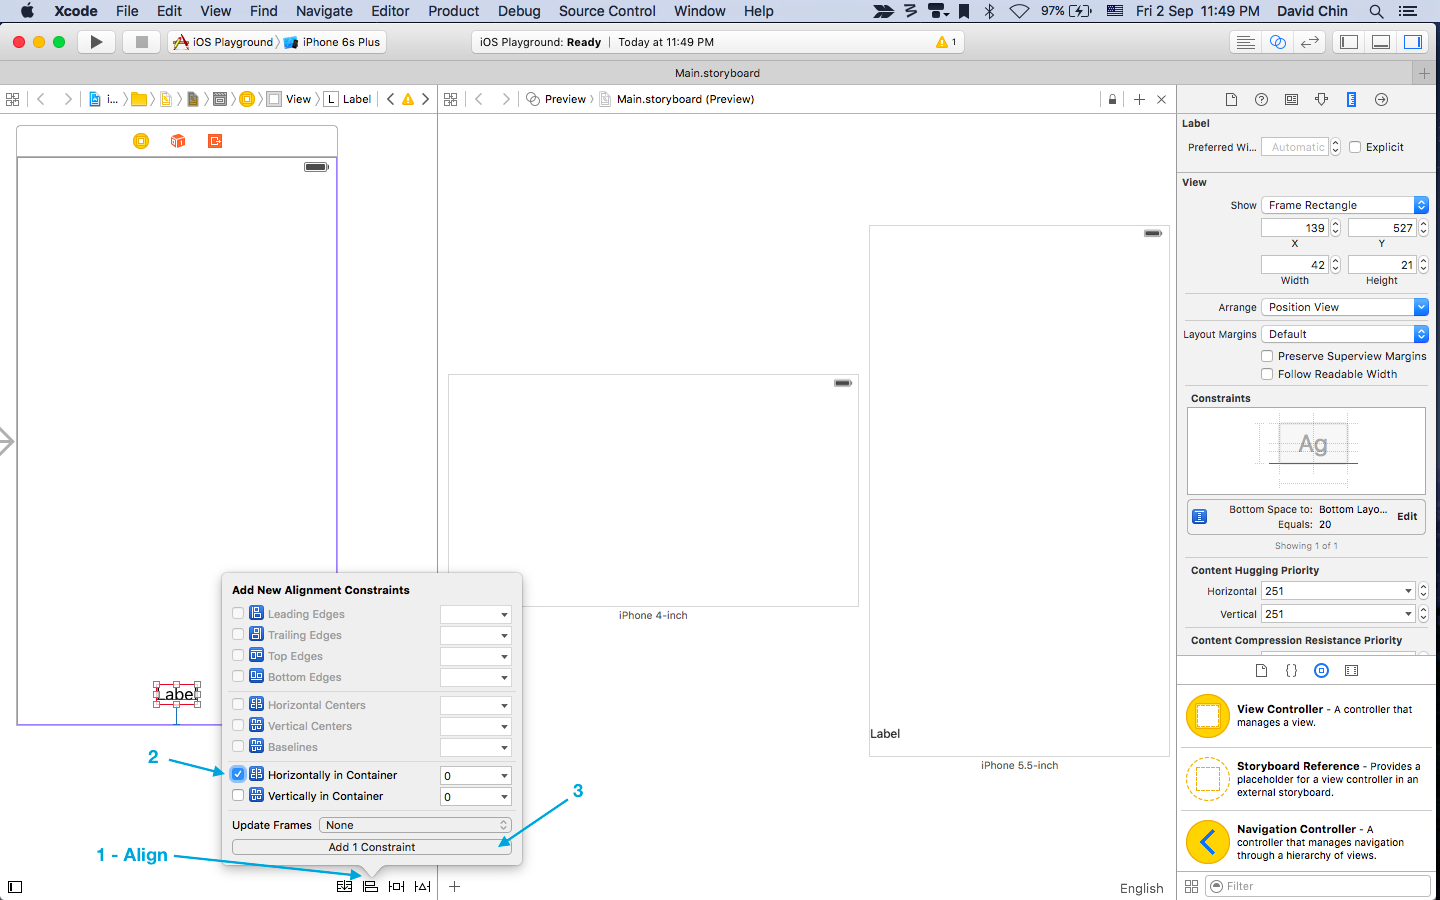 Xcode File Edit View Find Navigate Editor Product Debug Source Control Window Help 97% Fri 2 Sep 11:49 PM David Chin
iOS Playground iPhone 6s Plus iOS Playground: Ready | Today at 11:49 PM 1
Main.storyboard
i... View L Label Preview Main.storyboard (Preview)
Label
Preferred Wi... Automatic Explicit
View
Show Frame Rectangle
139 527
X Y
42 21
Width Height
Arrange Position View
Layout Margins Default
Preserve Superview Margins
Follow Readable Width
Constraints
Ag
Bottom Space to: Bottom Layo...
Equals: 20
Edit
Showing 1 of 1
Content Hugging Priority
Horizontal 251
Vertical 251
Content Compression Resistance Priority
View Controller - A controller that
manages a view.
Storyboard Reference - Provides a
placeholder for a view controller in an
external storyboard.
Navigation Controller - A
controller that manages navigation
through a hierarchy of views.
Filter
iPhone 4-inch
Label
iPhone 5.5-inch
English
Label
Add New Alignment Constraints
Leading Edges
Trailing Edges
Top Edges
Bottom Edges
Horizontal Centers
Vertical Centers
Baselines
Horizontally in Container 0
Vertically in Container 0
Update Frames None
Add 1 Constraint
2
3
1 - Align